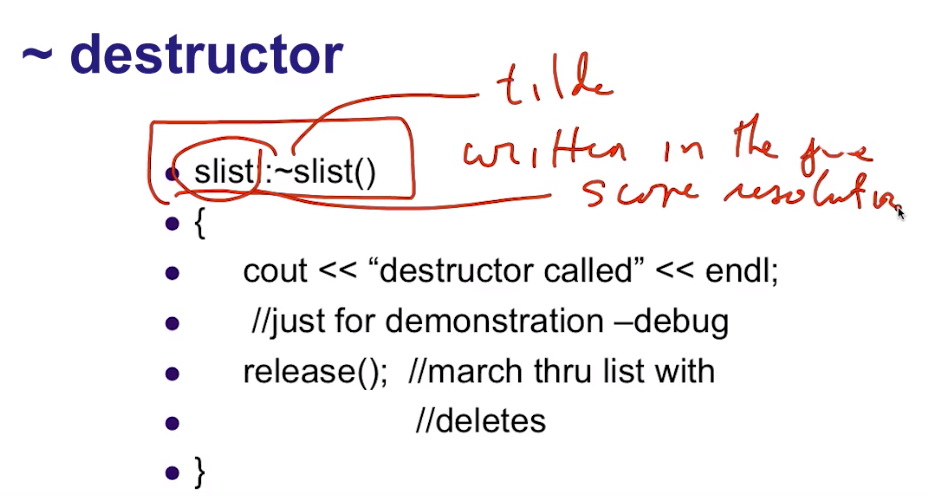 ~ destructor
tilde
written in the
scope resolution
• slist::~slist()
• {
• cout << “destructor called” << endl;
• //just for demonstration –debug
• release(); //march thru list with
• //deletes
• }